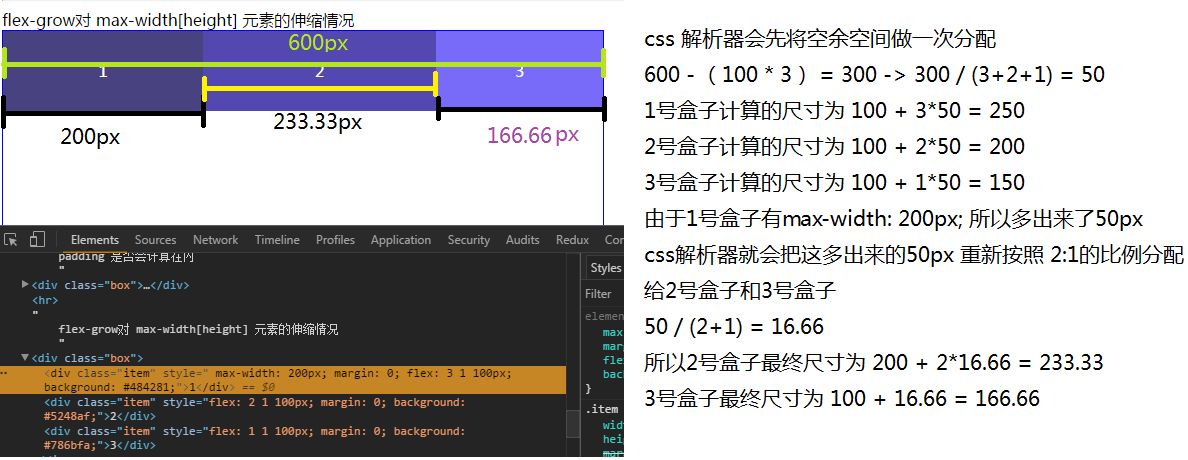 flex-grow对 max-width[height] 元素的伸缩情况
600px
1
2
3
200px
233.33px
166.66 px
Elements Sources Network Timeline Profiles Application Security Audits Redux Con
padding 是否会计算在内
"
▶<div class="box">…</div>
<hr>
"
flex-grow对 max-width[height] 元素的伸缩情况
"
▼<div class="box">
<div class="item" style=" max-width: 200px; margin: 0; flex: 3 1 100px;
background: #484281;">1</div> == $0
<div class="item" style="flex: 2 1 100px; margin: 0; background:
#5248af;">2</div>
<div class="item" style="flex: 1 1 100px; margin: 0; background:
#786bfa;">3</div>
Styles
Filter
elemen
max
mar
fle
bac
}
.item
widt
heig
marg
css 解析器会先将空余空间做一次分配
600 -（ 100 * 3 ） = 300 -> 300 / (3+2+1) = 50
1号盒子计算的尺寸为 100 + 3*50 = 250
2号盒子计算的尺寸为 100 + 2*50 = 200
3号盒子计算的尺寸为 100 + 1*50 = 150
由于1号盒子有max-width: 200px; 所以多出来了50px
css解析器就会把这多出来的50px 重新按照 2:1的比例分配
给2号盒子和3号盒子
50 / (2+1) = 16.66
所以2号盒子最终尺寸为 200 + 2*16.66 = 233.33
3号盒子最终尺寸为 100 + 16.66 = 166.66